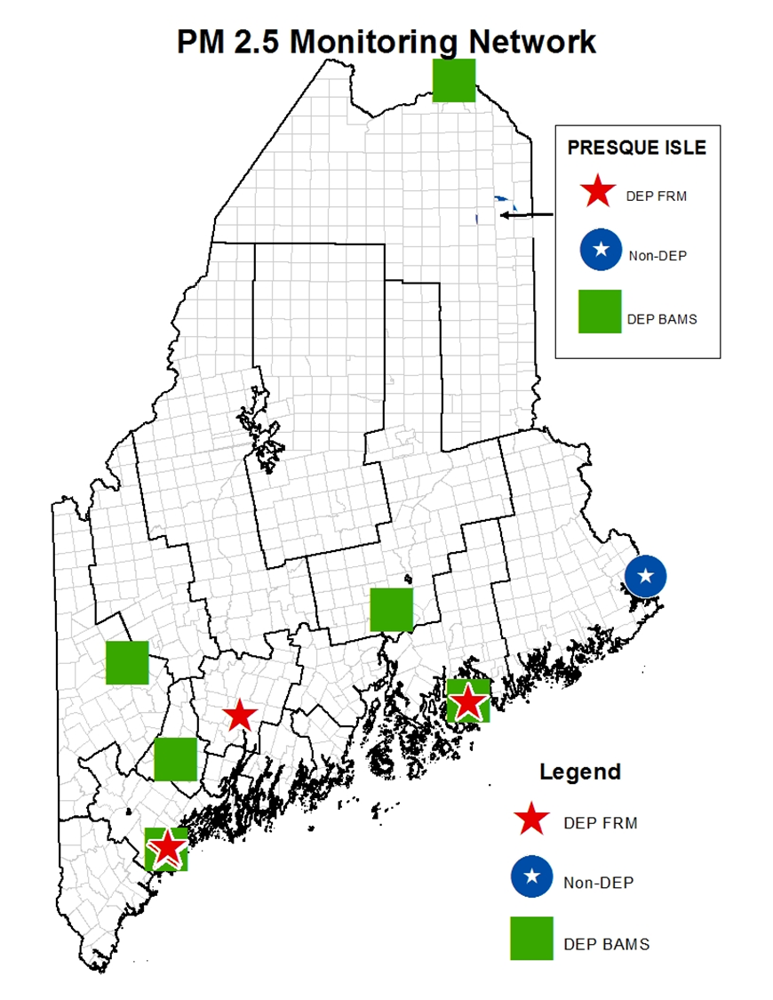 PM 2.5 Monitoring Network
PRESQUE ISLE
DEP FRM
Non-DEP
DEP BAMS
Legend
DEP FRM
Non-DEP
DEP BAMS